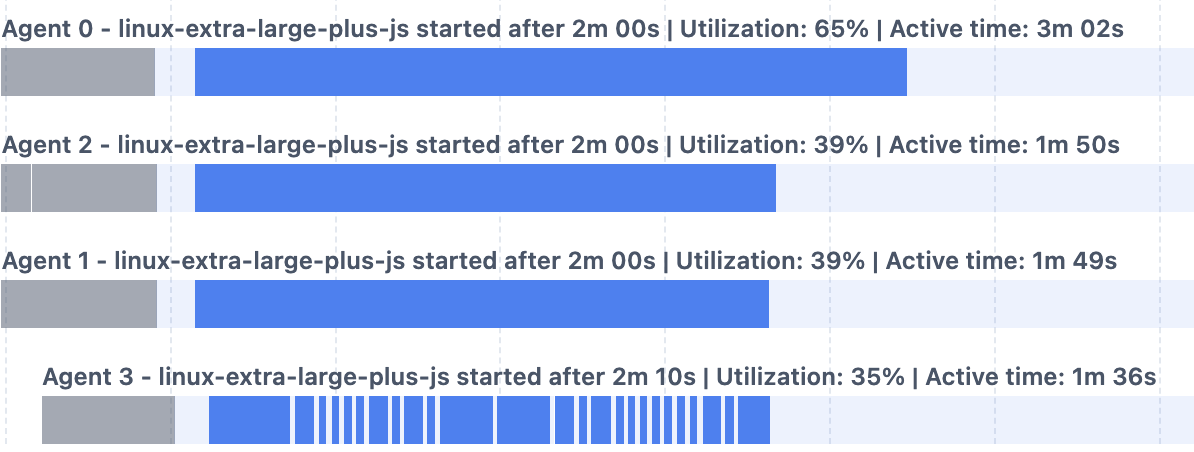 Agent 0 - linux-extra-large-plus-js started after 2m 00s | Utilization: 65% | Active time: 3m 02s
Agent 2 - linux-extra-large-plus-js started after 2m 00s | Utilization: 39% | Active time: 1m 50s
Agent 1 - linux-extra-large-plus-js started after 2m 00s | Utilization: 39% | Active time: 1m 49s
Agent 3 - linux-extra-large-plus-js started after 2m 10s | Utilization: 35% | Active time: 1m 36s